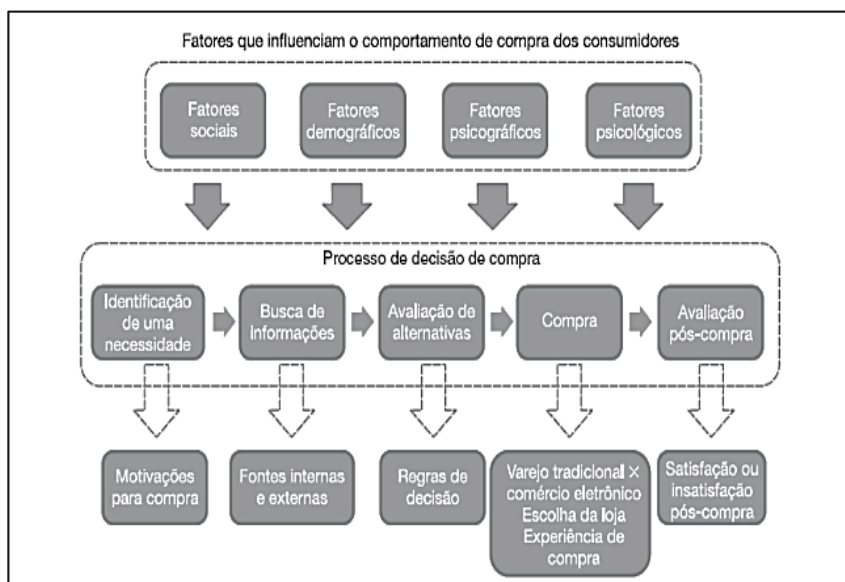 Fatores que influenciam o comportamento de compra dos consumidores
Fatores
sociais
Fatores
demográficos
Fatores
psicográficos
Fatores
psicológicos
Processo de decisão de compra
Identificação
de uma
necessidade
Busca de
Informações
Avaliação de
alternativas
Compra
Avaliação
pós-compra
Motivações
para compra
Fontes internas
e externas
Regras de
decisão
Varejo tradicional ×
comércio eletrônico
Escolha da loja
Experiência de
compra
Satisfação ou
insatisfação
pós-compra